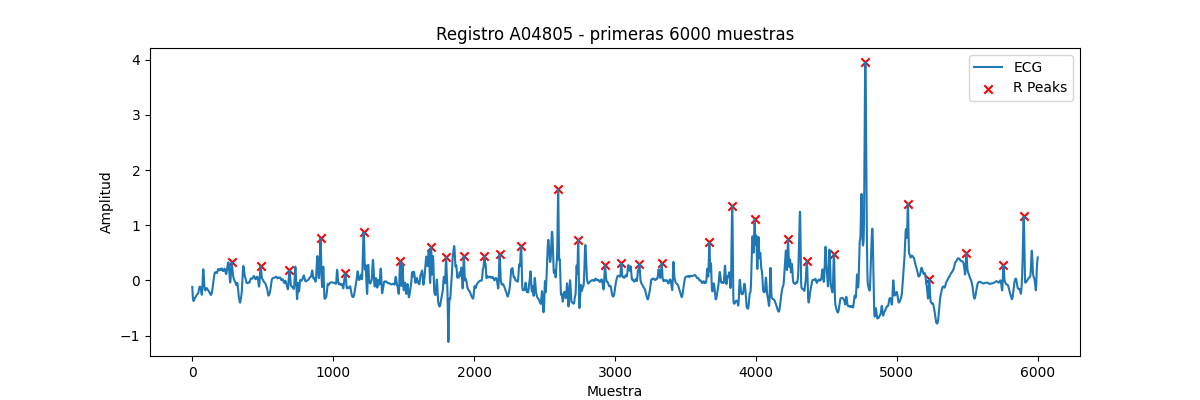 Registro A04805 - primeras 6000 muestras
ECG
R Peaks
Amplitud
4
3
2
1
0
−1
0 1000 2000 3000 4000 5000 6000
Muestra